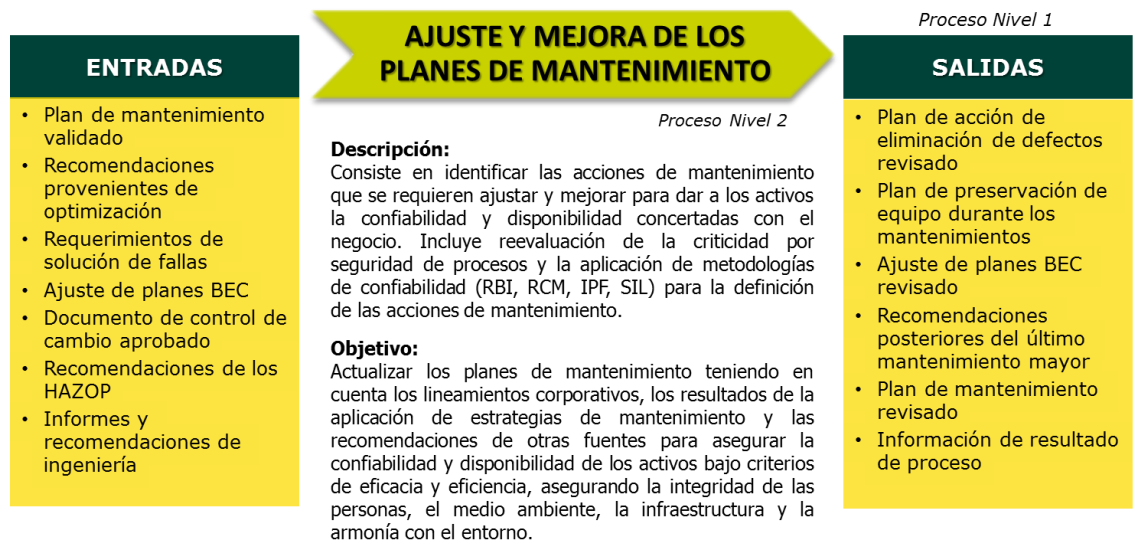 Proceso Nivel 1
ENTRADAS
• Plan de mantenimiento
validado
• Recomendaciones
provenientes de
optimización
• Requerimientos de
solución de fallas
• Ajuste de planes BEC
• Documento de control de
cambio aprobado
• Recomendaciones de los
HAZOP
• Informes y
recomendaciones de
ingeniería
AJUSTE Y MEJORA DE LOS
PLANES DE MANTENIMIENTO
Proceso Nivel 2
Descripción:
Consiste en identificar las acciones de mantenimiento
que se requieren ajustar y mejorar para dar a los activos
la confiabilidad y disponibilidad concertadas con el
negocio. Incluye reevaluación de la criticidad por
seguridad de procesos y la aplicación de metodologías
de confiabilidad (RBI, RCM, IPF, SIL) para la definición
de las acciones de mantenimiento.
Objetivo:
Actualizar los planes de mantenimiento teniendo en
cuenta los lineamientos corporativos, los resultados de la
aplicación de estrategias de mantenimiento y las
recomendaciones de otras fuentes para asegurar la
confiabilidad y disponibilidad de los activos bajo criterios
de eficacia y eficiencia, asegurando la integridad de las
personas, el medio ambiente, la infraestructura y la
armonía con el entorno.
SALIDAS
• Plan de acción de
eliminación de defectos
revisado
• Plan de preservación de
equipo durante los
mantenimientos
• Ajuste de planes BEC
revisado
• Recomendaciones
posteriores del último
mantenimiento mayor
• Plan de mantenimiento
revisado
• Información de resultado
de proceso